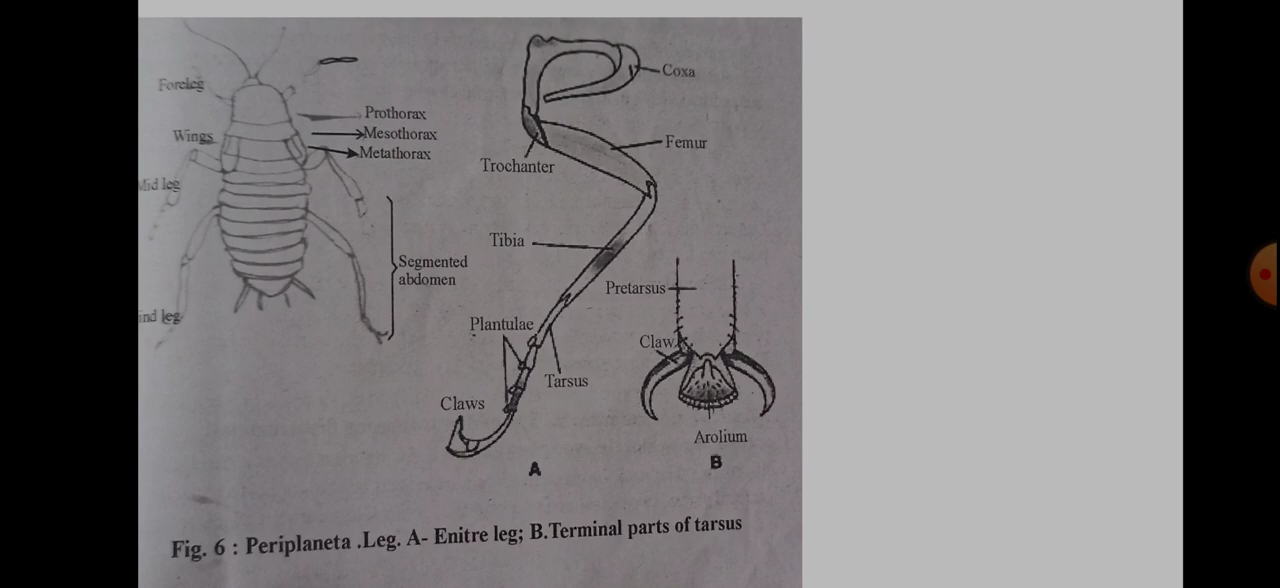 Foreleg
Prothorax
Wings
Mesothorax
Metathorax
Mid leg
Segmented
abdomen
ind leg
Coxa
Femur
Trochanter
Tibia
Pretarsus
Plantulae
Claw
Tarsus
Claws
Arolium
A
B
Fig. 6 : Periplaneta .Leg. A- Enitre leg; B.Terminal parts of tarsus